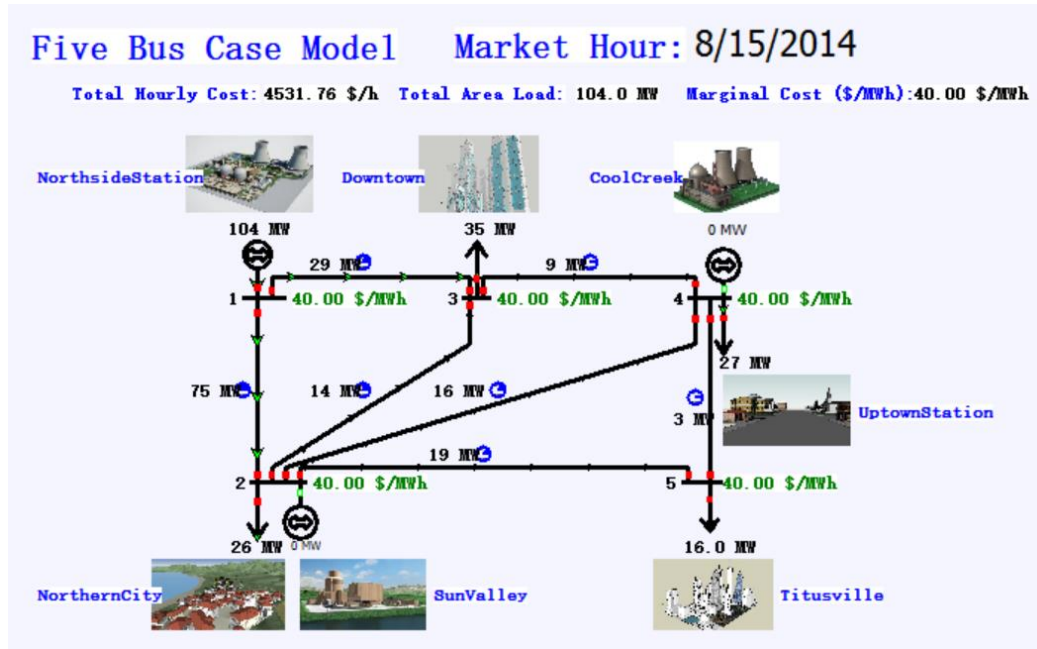 Five Bus Case Model Market Hour: 8/15/2014
Total Hourly Cost: 4531.76 $/h Total Area Load: 104.0 MW Marginal Cost ($/MWh):40.00 $/MWh
NorthsideStation Downtown CoolCreek
104 MW 35 MW 0 MW
29 MW 9 MW
1 40.00 $/MWh 3 40.00 $/MWh 4 40.00 $/MWh
27 MW
75 MW 14 MW 16 MW
3 MW UptownStation
19 MW
2 40.00 $/MWh 5 40.00 $/MWh
26 MW 0 MW 16.0 MW
NorthernCity SunValley Titusville